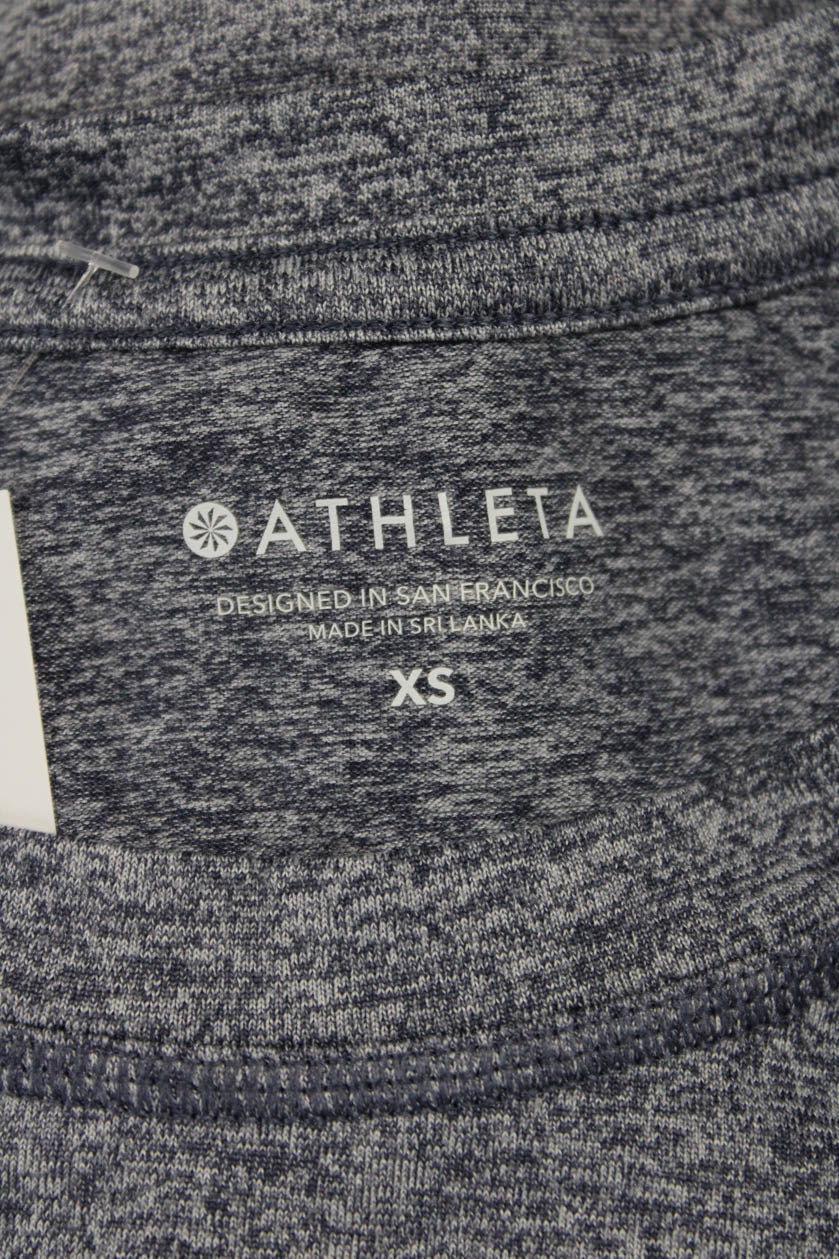 ATHLETA
DESIGNED IN SAN FRANCISCO
MADE IN SRI LANKA
XS